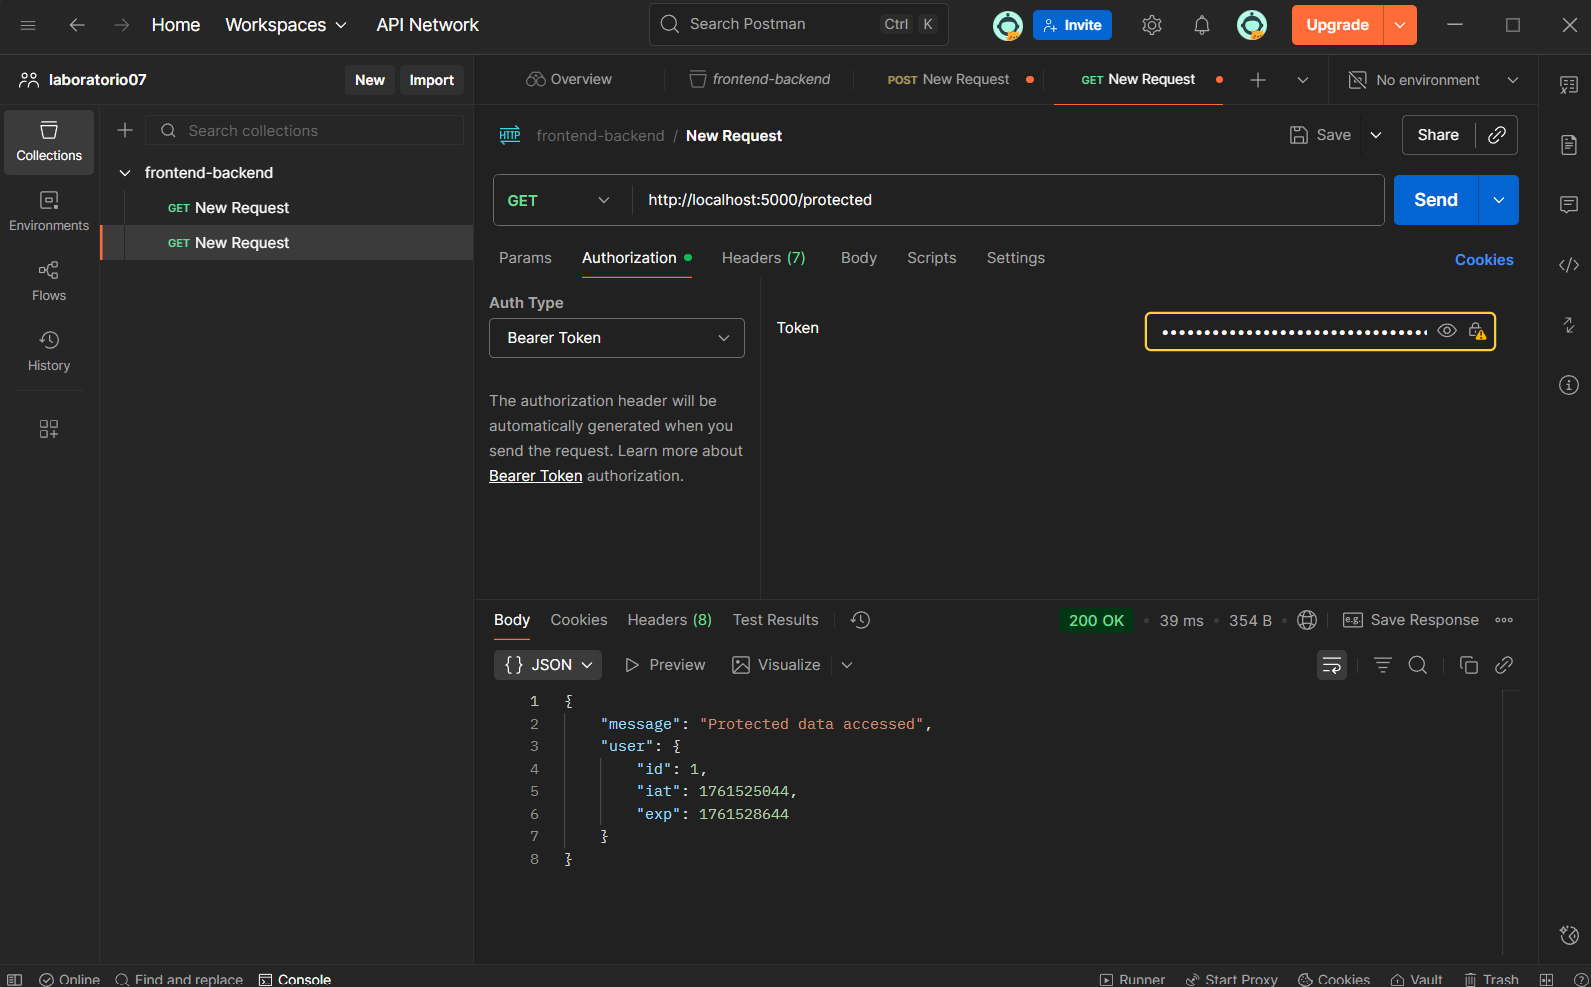 Home Workspaces API Network Search Postman Ctrl K Invite Upgrade
laboratorio07 New Import
Overview frontend-backend POST New Request GET New Request No environment
Collections
Environments
Flows
History
Search collections
frontend-backend
GET New Request
GET New Request
HTTP frontend-backend / New Request Save Share
GET http://localhost:5000/protected Send
Params Authorization Headers (7) Body Scripts Settings Cookies
Auth Type
Bearer Token
The authorization header will be
automatically generated when you
send the request. Learn more about
Bearer Token authorization.
Token
Body Cookies Headers (8) Test Results 200 OK • 39 ms • 354 B e.g. Save Response
{} JSON Preview Visualize
1 {
2 "message": "Protected data accessed",
3 "user": {
4 "id": 1,
5 "iat": 1761525044,
6 "exp": 1761528644
7 }
8 }
Online Find and replace Console Runner Start Proxy Cookies Vault Trash